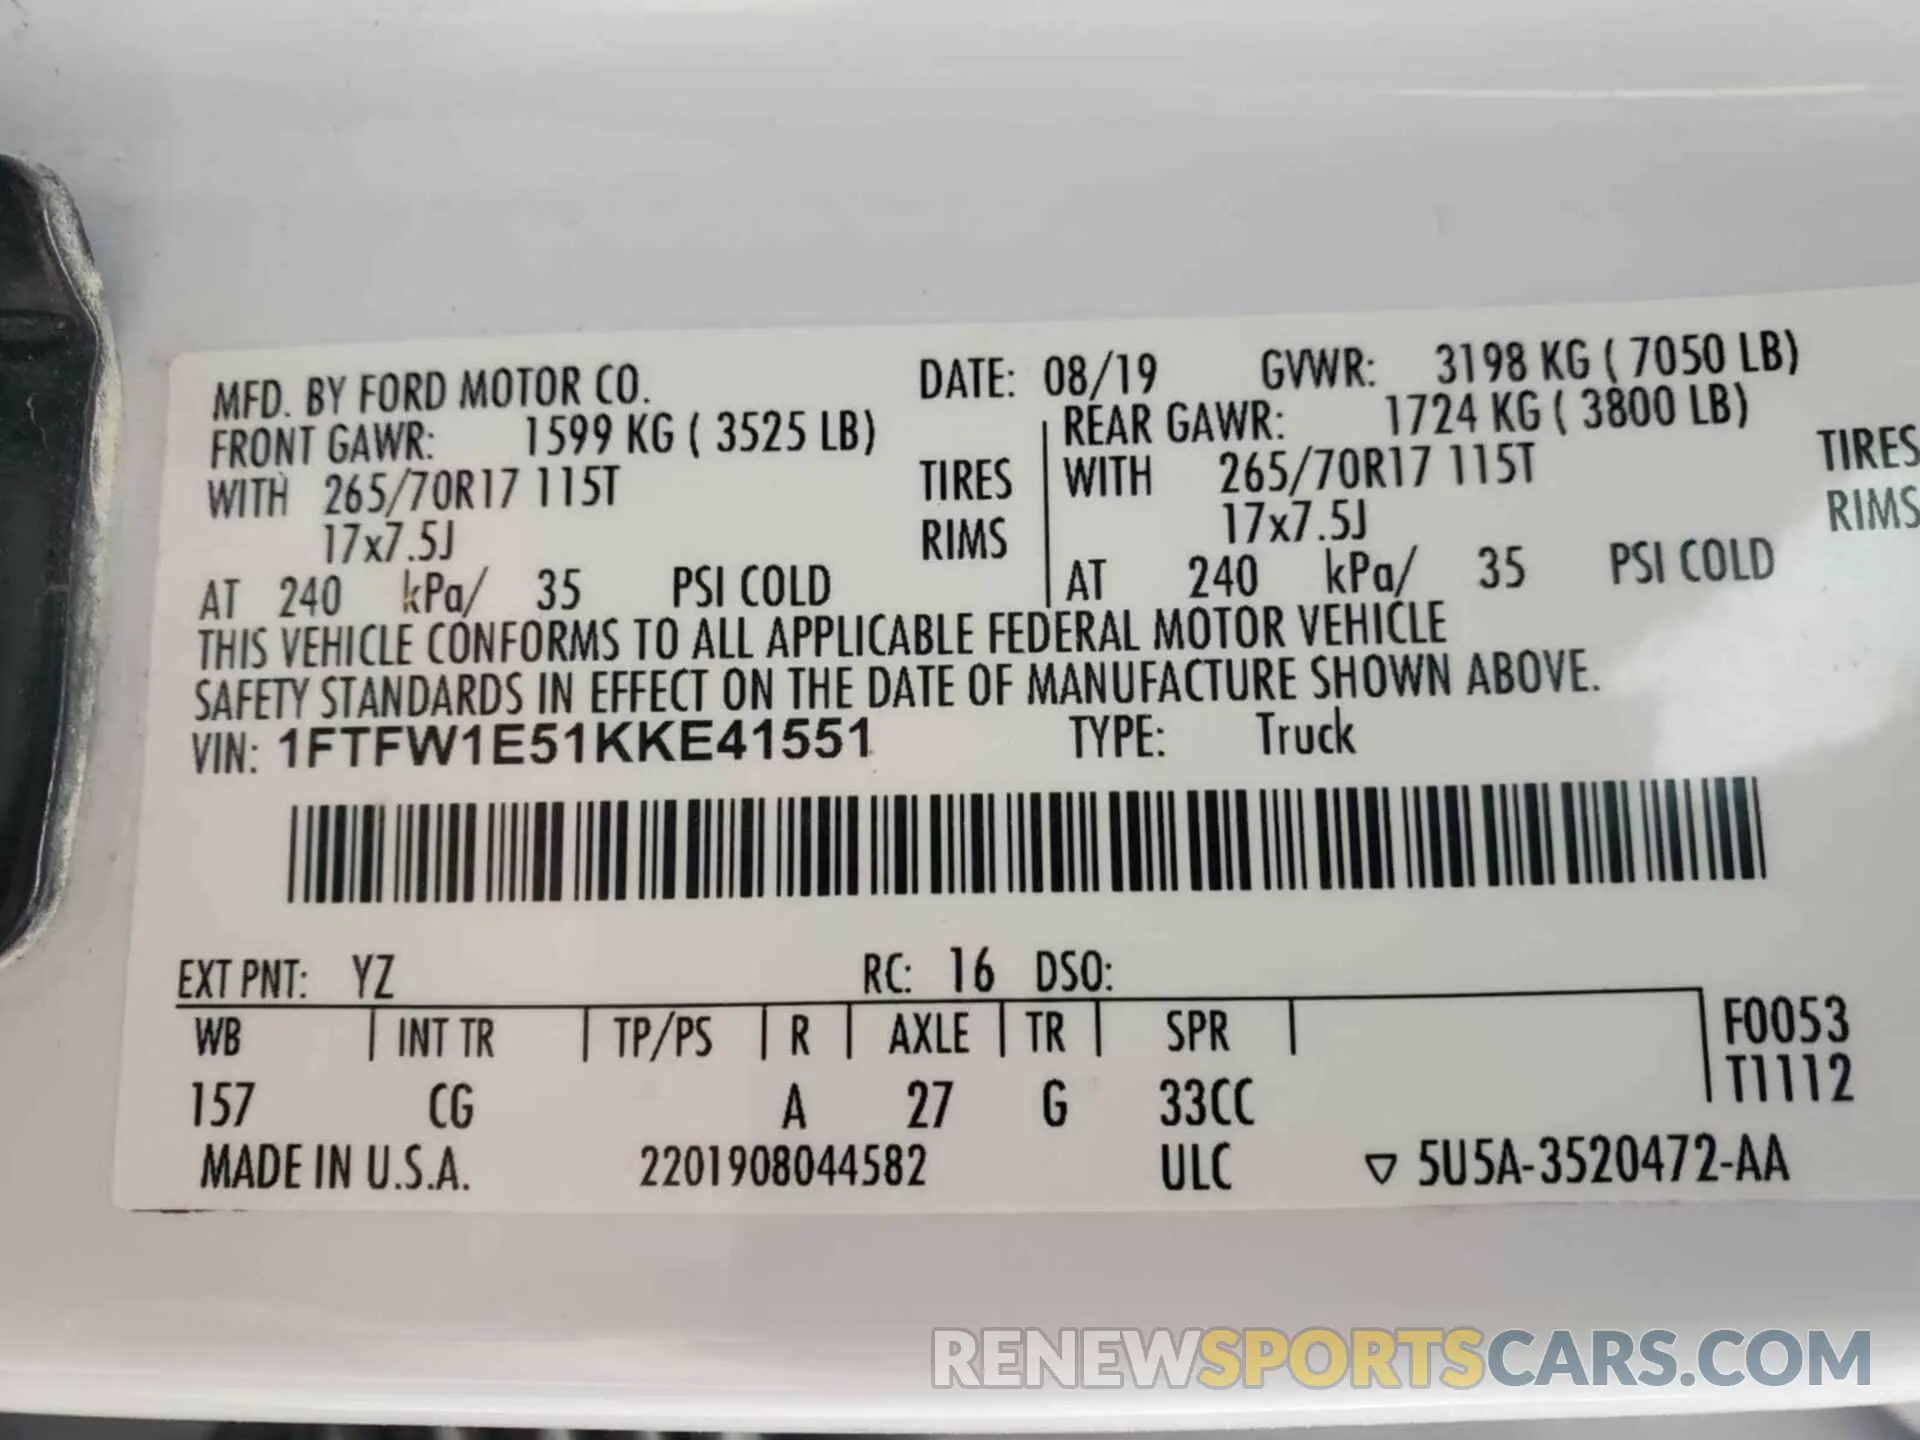 MFD. BY FORD MOTOR CO. DATE: 08/19 GVWR: 3198 KG ( 7050 LB)
FRONT GAWR: 1599 KG ( 3525 LB) REAR GAWR: 1724 KG ( 3800 LB)
WITH 265/70R17 115T TIRES WITH 265/70R17 115T TIRES
17x7.5J RIMS 17x7.5J RIMS
AT 240 kPa/ 35 PSI COLD AT 240 kPa/ 35 PSI COLD
THIS VEHICLE CONFORMS TO ALL APPLICABLE FEDERAL MOTOR VEHICLE
SAFETY STANDARDS IN EFFECT ON THE DATE OF MANUFACTURE SHOWN ABOVE.
VIN: 1FTFW1E51KKE41551 TYPE: Truck
EXT PNT: YZ RC: 16 DSO:
WB INT TR TP/PS R AXLE TR SPR F0053
157 CG A 27 G 33CC T1112
MADE IN U.S.A. 2201908044582 ULC ▽ 5U5A-3520472-AA
RENEWSPORTSCARS.COM